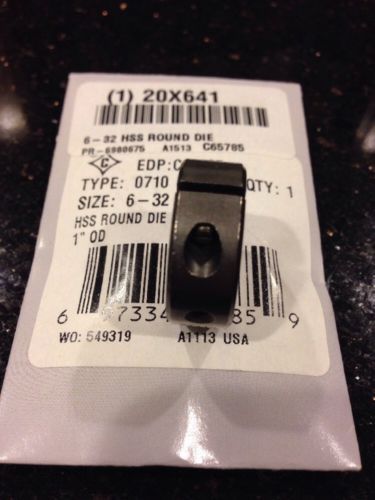 (1) 20X641
6-32 HSS ROUND DIE
PR-6980675 A1513 C65785
C
EDP:C
TYPE: 0710 QTY: 1
SIZE: 6-32
HSS ROUND DIE
1" OD
6 97334 85 9
WO: 549319 A1113 USA